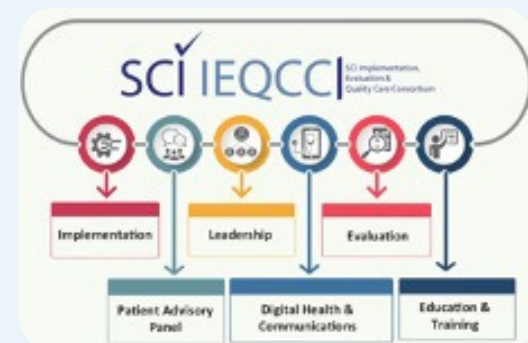 SCI IEQCC
SCI Implementation,
Evaluation &
Quality Care Consortium
Implementation
Leadership
Evaluation
Patient Advisory
Panel
Digital Health &
Communications
Education &
Training